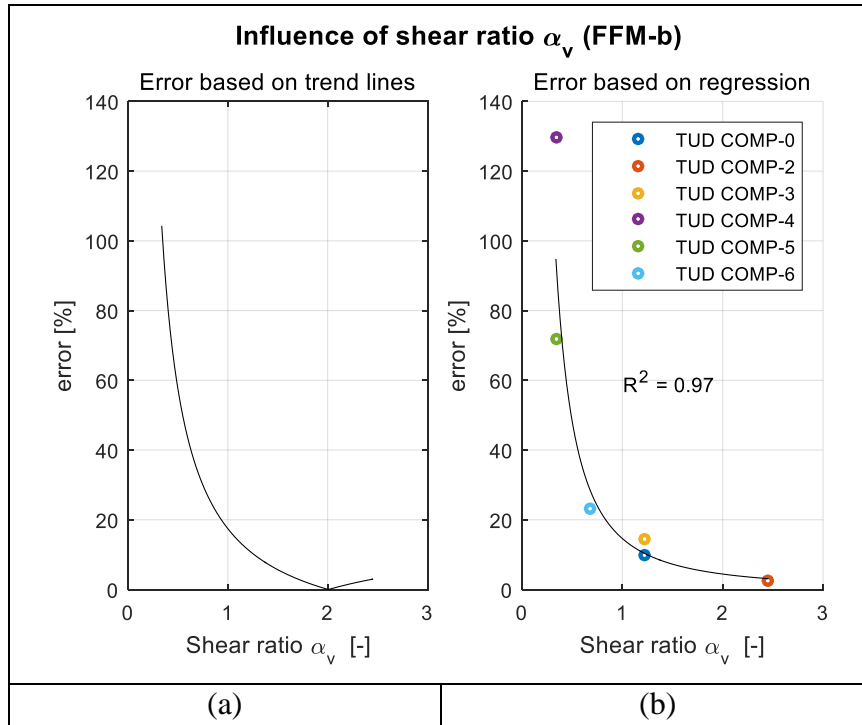 Influence of shear ratio αv (FFM-b)
Error based on trend lines
140
120
100
80
60
40
20
0
error [%]
0 1 2 3
Shear ratio αv [-]
Error based on regression
140
120
100
80
60
40
20
0
error [%]
TUD COMP-0
TUD COMP-2
TUD COMP-3
TUD COMP-4
TUD COMP-5
TUD COMP-6
R² = 0.97
0 1 2 3
Shear ratio αv [-]
(a) (b)